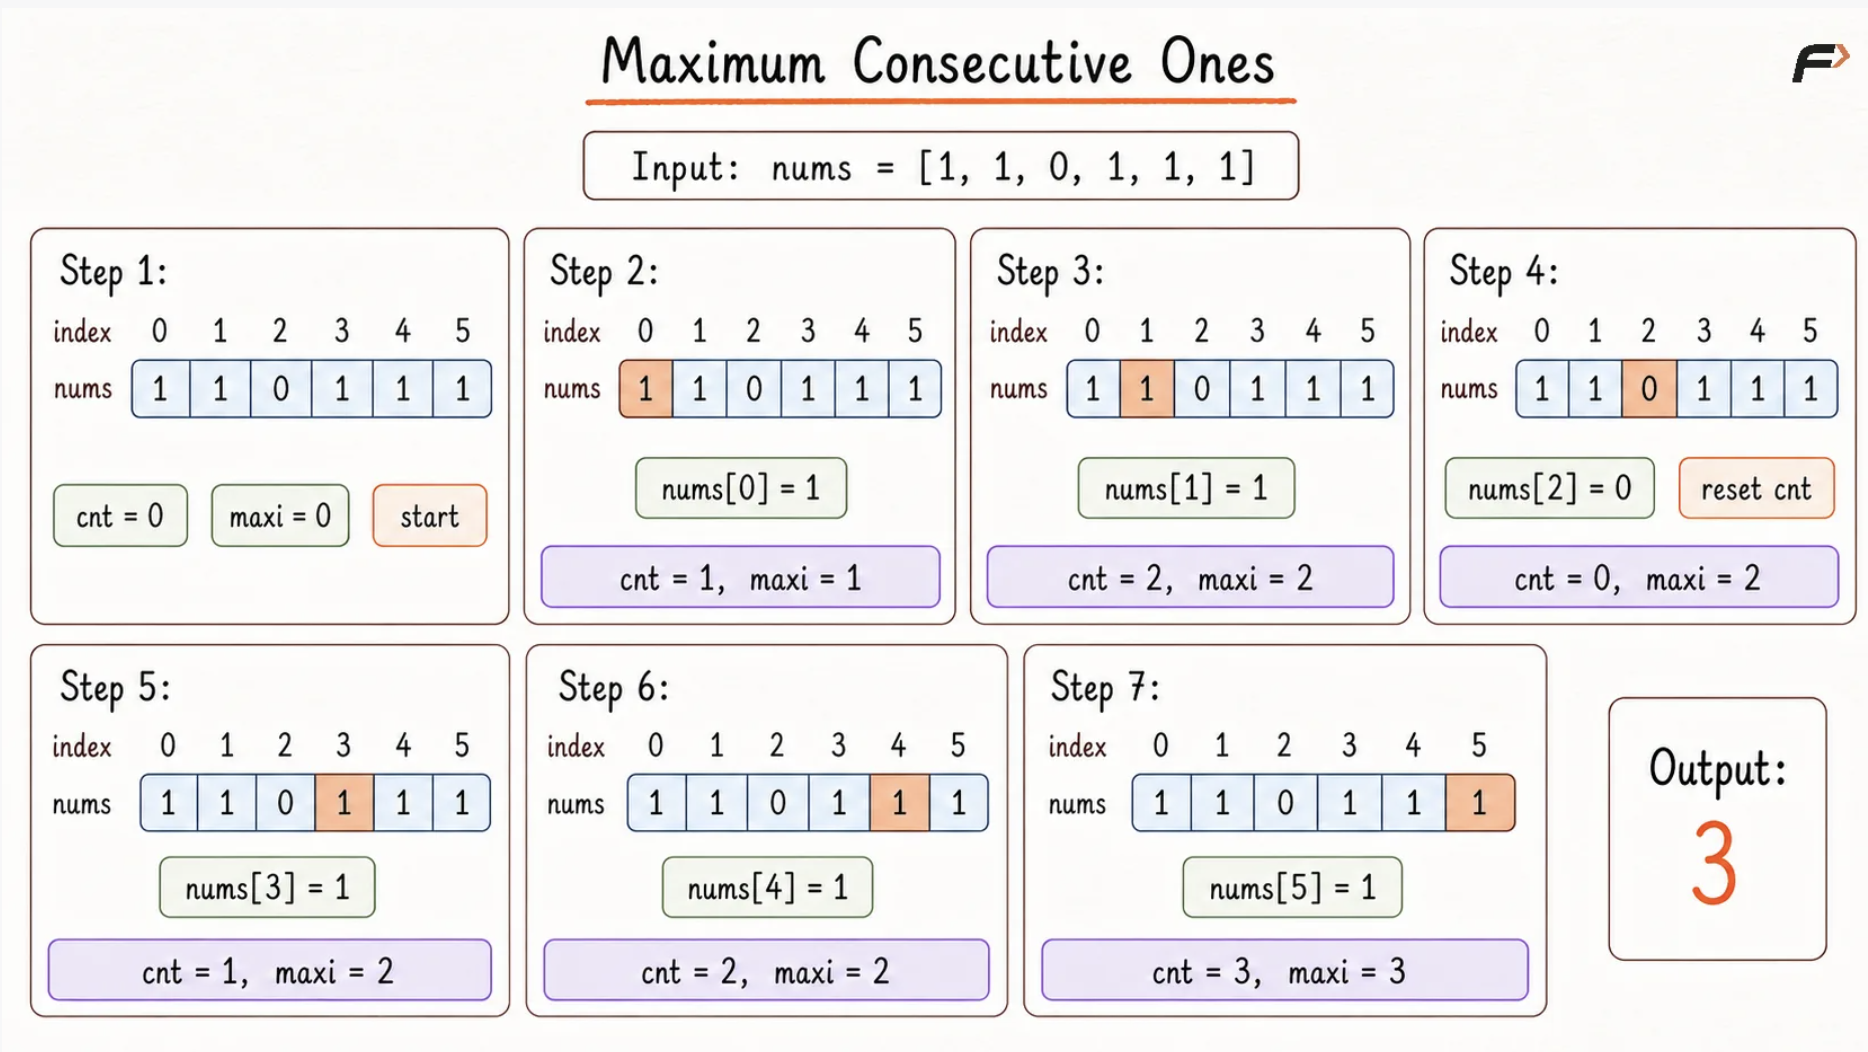 Maximum Consecutive Ones
F
Input: nums = [1, 1, 0, 1, 1, 1]
Step 1:
index 0 1 2 3 4 5
nums 1 1 0 1 1 1
cnt = 0 maxi = 0 start
Step 2:
index 0 1 2 3 4 5
nums 1 1 0 1 1 1
nums[0] = 1
cnt = 1, maxi = 1
Step 3:
index 0 1 2 3 4 5
nums 1 1 0 1 1 1
nums[1] = 1
cnt = 2, maxi = 2
Step 4:
index 0 1 2 3 4 5
nums 1 1 0 1 1 1
nums[2] = 0 reset cnt
cnt = 0, maxi = 2
Step 5:
index 0 1 2 3 4 5
nums 1 1 0 1 1 1
nums[3] = 1
cnt = 1, maxi = 2
Step 6:
index 0 1 2 3 4 5
nums 1 1 0 1 1 1
nums[4] = 1
cnt = 2, maxi = 2
Step 7:
index 0 1 2 3 4 5
nums 1 1 0 1 1 1
nums[5] = 1
cnt = 3, maxi = 3
Output:
3